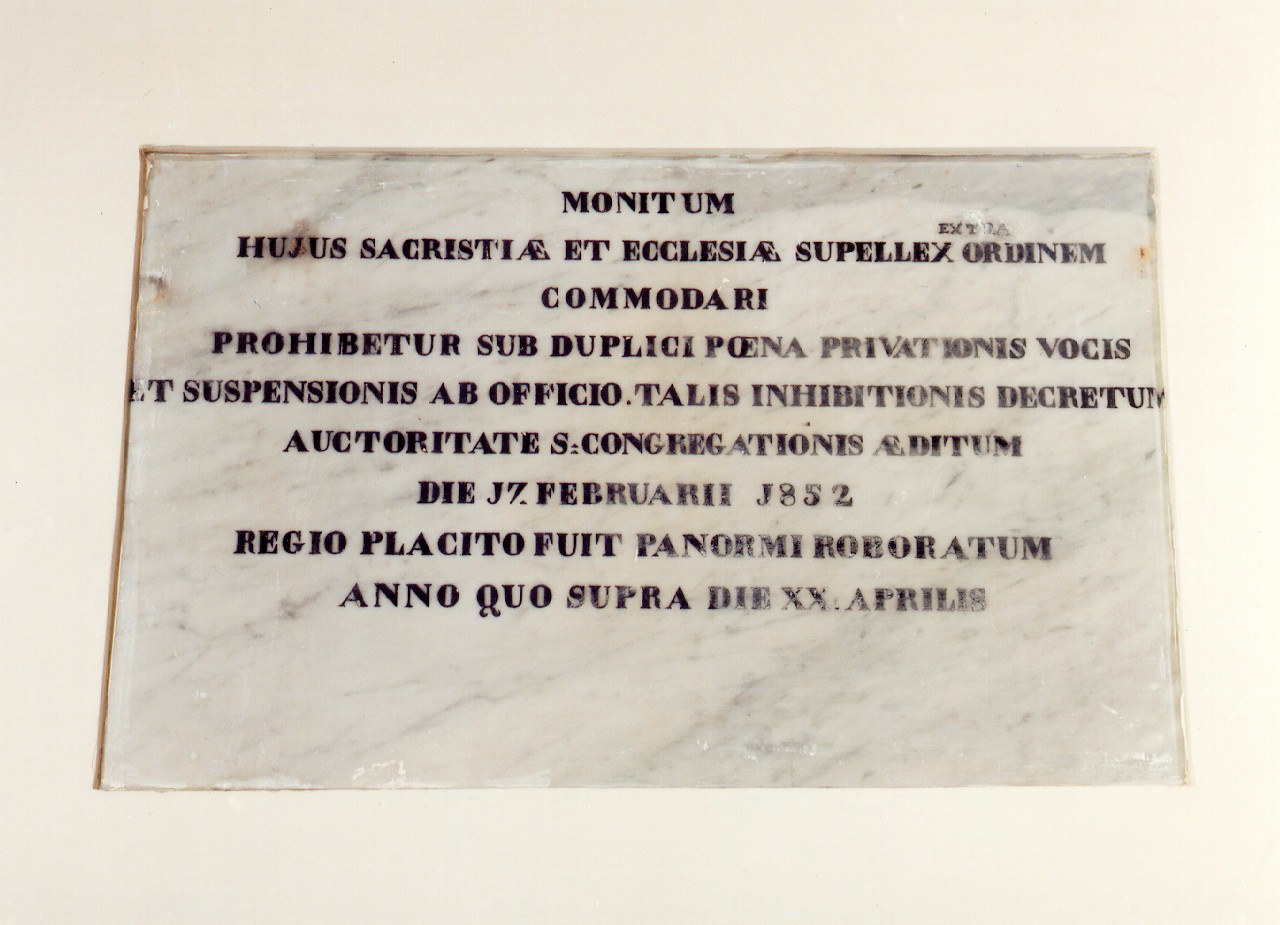 MONITUM
EXTRA
HUJUS SACRISTIÆ ET ECCLESIÆ SUPELLEX ORDINEM
COMMODARI
PROHIBETUR SUB DUPLICI PŒNA PRIVATIONIS VOCIS
ET SUSPENSIONIS AB OFFICIO. TALIS INHIBITIONIS DECRETUM
AUCTORITATE S: CONGREGATIONIS ÆDITUM
DIE J7. FEBRUARII J852
REGIO PLACITO FUIT PANORMI ROBORATUM
ANNO QUO SUPRA DIE XX. APRILIS